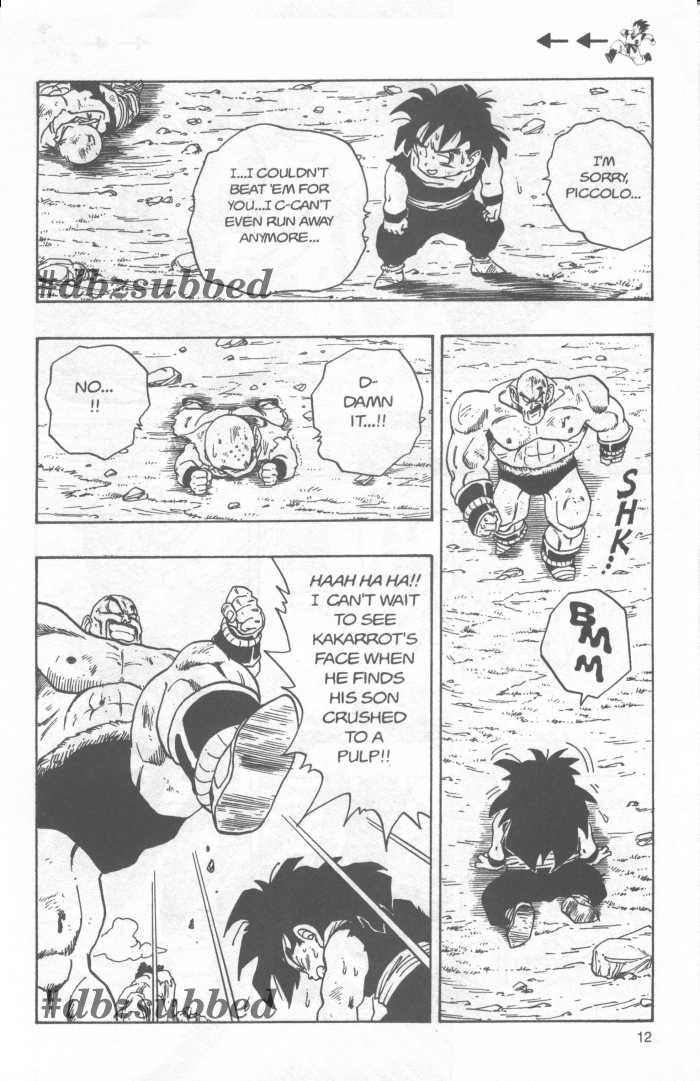 I'M
SORRY,
PICCOLO...
I...I COULDN'T
BEAT 'EM FOR
YOU...I C-CAN'T
EVEN RUN AWAY
ANYMORE...
#dbzsubbed
SHK...
BMM
D-
DAMN
IT...!!
NO...
!!
HAAH HA HA!!
I CAN'T WAIT
TO SEE
KAKARROT'S
FACE WHEN
HE FINDS
HIS SON
CRUSHED
TO A
PULP!!
#dbzsubbed
12